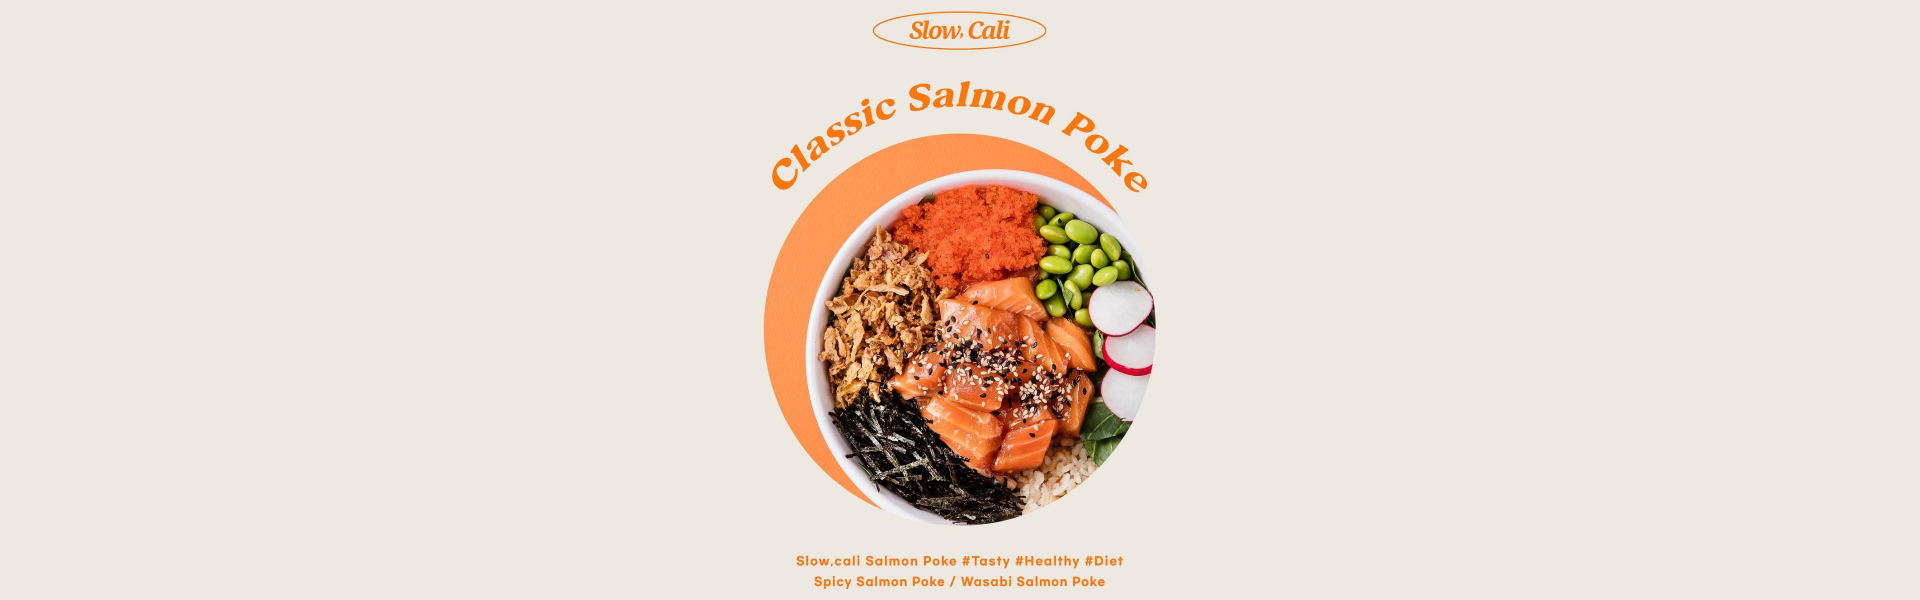 Slow, Cali
Classic Salmon Poke
Slow,cali Salmon Poke #Tasty #Healthy #Diet
Spicy Salmon Poke / Wasabi Salmon Poke